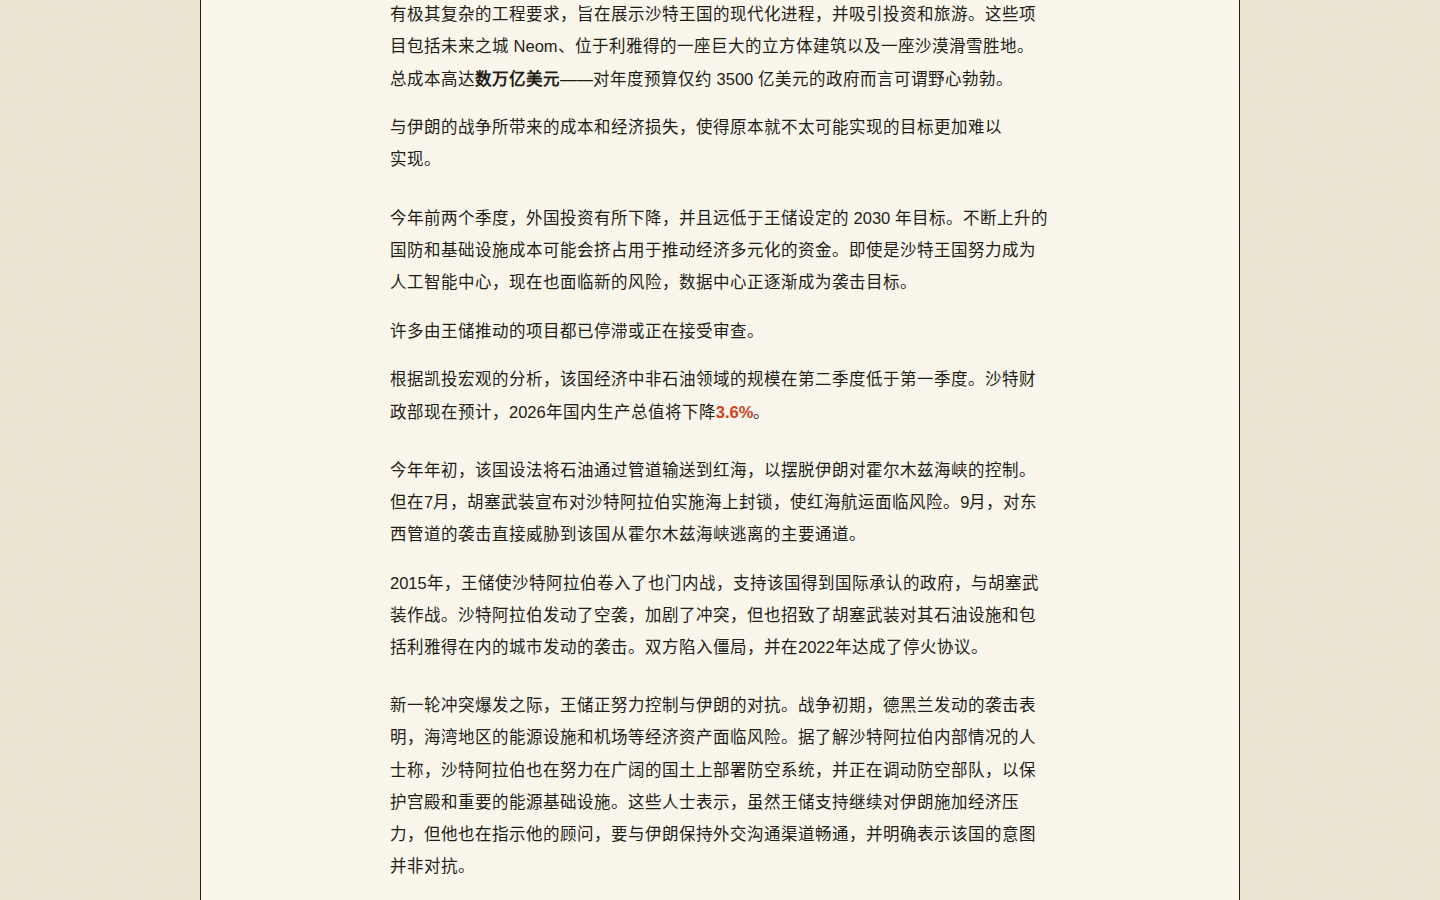 有极其复杂的工程要求，旨在展示沙特王国的现代化进程，并吸引投资和旅游。这些项
目包括未来之城 Neom、位于利雅得的一座巨大的立方体建筑以及一座沙漠滑雪胜地。
总成本高达数万亿美元——对年度预算仅约 3500 亿美元的政府而言可谓野心勃勃。
与伊朗的战争所带来的成本和经济损失，使得原本就不太可能实现的目标更加难以
实现。
今年前两个季度，外国投资有所下降，并且远低于王储设定的 2030 年目标。不断上升的
国防和基础设施成本可能会挤占用于推动经济多元化的资金。即使是沙特王国努力成为
人工智能中心，现在也面临新的风险，数据中心正逐渐成为袭击目标。
许多由王储推动的项目都已停滞或正在接受审查。
根据凯投宏观的分析，该国经济中非石油领域的规模在第二季度低于第一季度。沙特财
政部现在预计，2026年国内生产总值将下降3.6%。
今年年初，该国设法将石油通过管道输送到红海，以摆脱伊朗对霍尔木兹海峡的控制。
但在7月，胡塞武装宣布对沙特阿拉伯实施海上封锁，使红海航运面临风险。9月，对东
西管道的袭击直接威胁到该国从霍尔木兹海峡逃离的主要通道。
2015年，王储使沙特阿拉伯卷入了也门内战，支持该国得到国际承认的政府，与胡塞武
装作战。沙特阿拉伯发动了空袭，加剧了冲突，但也招致了胡塞武装对其石油设施和包
括利雅得在内的城市发动的袭击。双方陷入僵局，并在2022年达成了停火协议。
新一轮冲突爆发之际，王储正努力控制与伊朗的对抗。战争初期，德黑兰发动的袭击表
明，海湾地区的能源设施和机场等经济资产面临风险。据了解沙特阿拉伯内部情况的人
士称，沙特阿拉伯也在努力在广阔的国土上部署防空系统，并正在调动防空部队，以保
护宫殿和重要的能源基础设施。这些人士表示，虽然王储支持继续对伊朗施加经济压
力，但他也在指示他的顾问，要与伊朗保持外交沟通渠道畅通，并明确表示该国的意图
并非对抗。